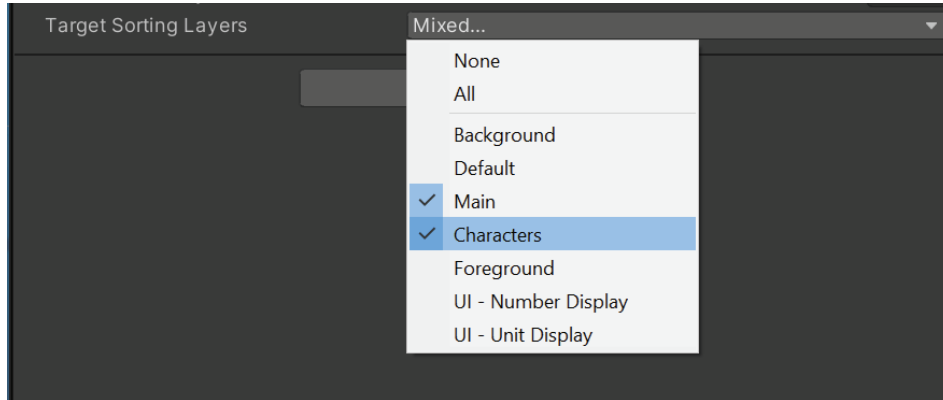 Target Sorting Layers
Mixed...
None
All
Background
Default
Main
Characters
Foreground
UI - Number Display
UI - Unit Display